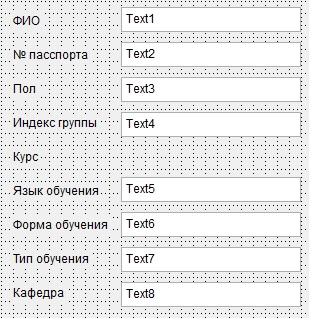 ФИО Text1
№ пасспорта Text2
Пол Text3
Индекс группы Text4
Курс
Язык обучения Text5
Форма обучения Text6
Тип обучения Text7
Кафедра Text8